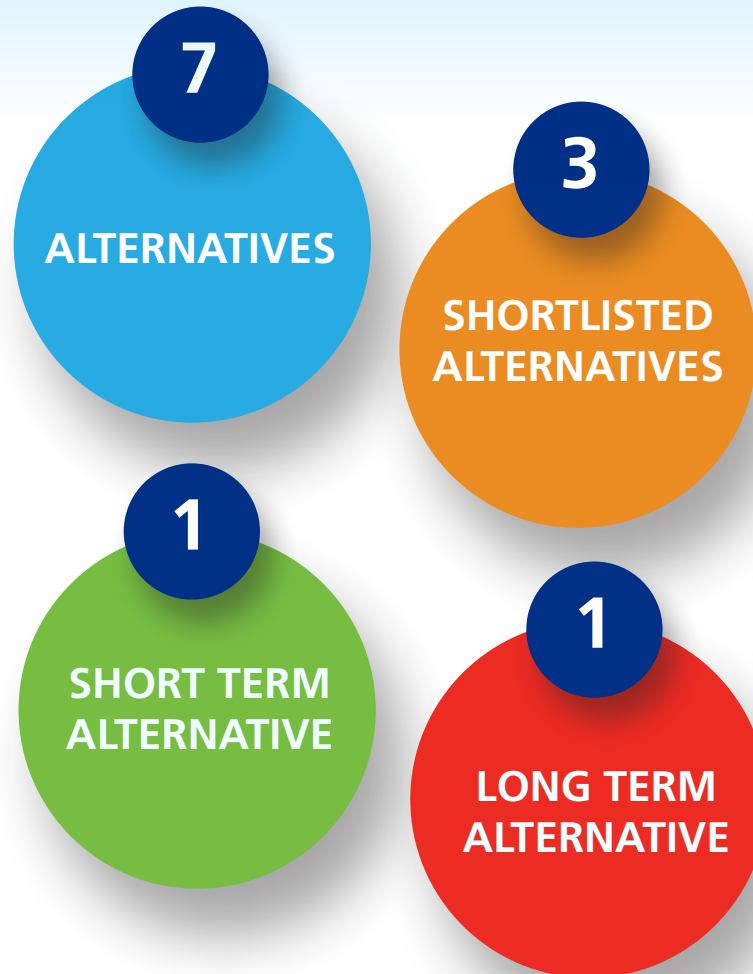 7
ALTERNATIVES
3
SHORTLISTED
ALTERNATIVES
1
SHORT TERM
ALTERNATIVE
1
LONG TERM
ALTERNATIVE